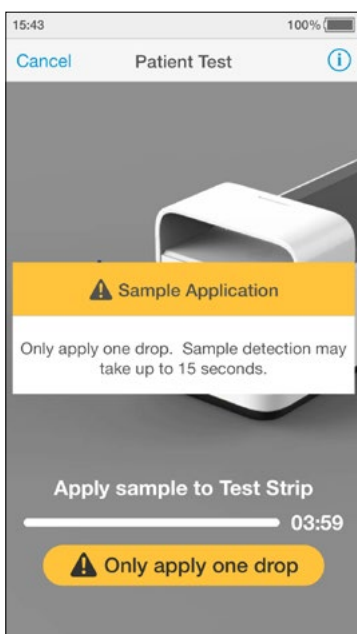 15:43 100%
Cancel Patient Test
Sample Application
Only apply one drop. Sample detection may
take up to 15 seconds.
Apply sample to Test Strip
03:59
Only apply one drop